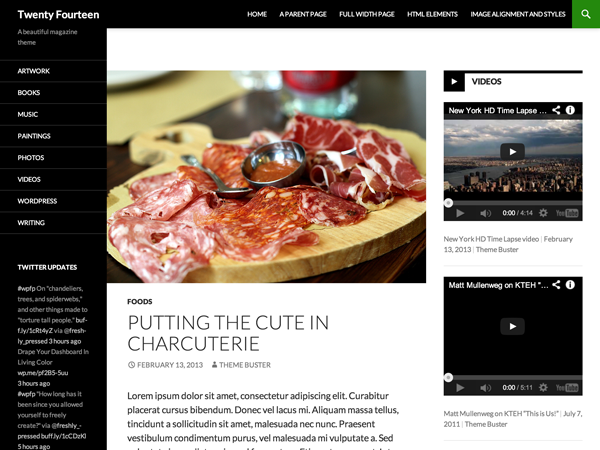 Twenty Fourteen
A beautiful magazine
theme
HOME
A PARENT PAGE
FULL WIDTH PAGE
HTML ELEMENTS
IMAGE ALIGNMENT AND STYLES
ARTWORK
BOOKS
MUSIC
PAINTINGS
PHOTOS
VIDEOS
WORDPRESS
WRITING
TWITTER UPDATES
#wpfp On "chandeliers,
trees, and spiderwebs,"
and other things made to
"torture tall people." buf-
f.ly/1cRt4yZ via @fresh-
ly_pressed 3 hours ago
Drape Your Dashboard In
Living Color
wp.me/pf2B5-5uu
3 hours ago
#wpfp "How long has it
been since you allowed
yourself to freely
create?" via @freshly_-
pressed buff.ly/1cCDzKl
5 hours ago
FOODS
PUTTING THE CUTE IN
CHARCUTERIE
FEBRUARY 13, 2013
THEME BUSTER
Lorem ipsum dolor sit amet, consectetur adipiscing elit. Curabitur
placerat cursus bibendum. Donec vel lacus mi. Aliquam massa tellus,
tincidunt a sollicitudin sit amet, malesuada nec nunc. Praesent
vestibulum condimentum purus, vel malesuada mi vulputate a. Sed
VIDEOS
New York HD Time Lapse ...
0:00 / 4:14
YouTube
New York HD Time Lapse video | February
13, 2013 | Theme Buster
Matt Mullenweg on KTEH "...
0:00 / 5:11
YouTube
Matt Mullenweg on KTEH "This is Us!" | July 7,
2011 | Theme Buster